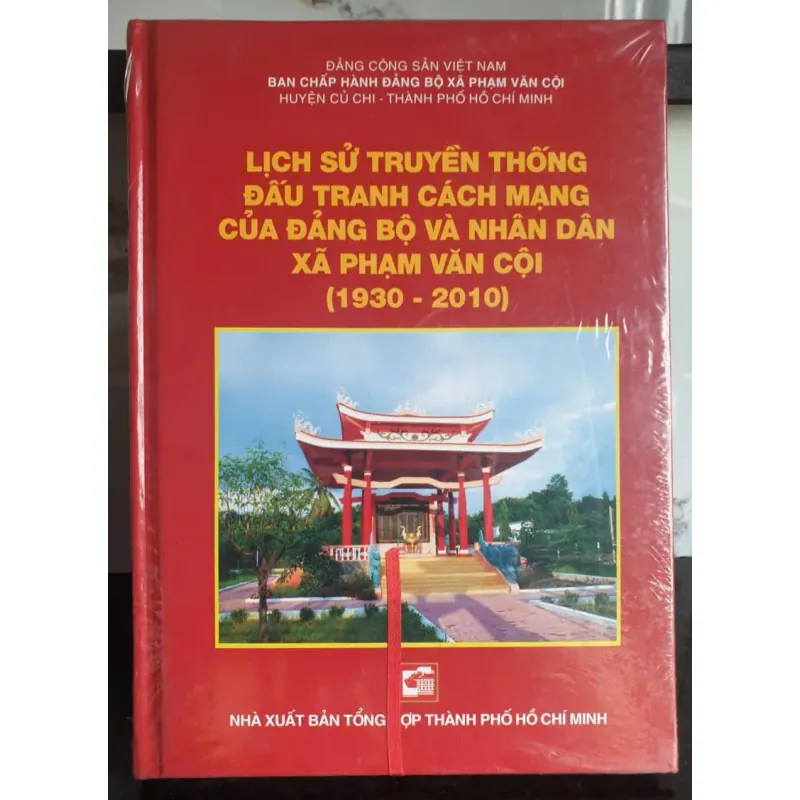 ĐẢNG CỘNG SẢN VIỆT NAM
BAN CHẤP HÀNH ĐẢNG BỘ XÃ PHẠM VĂN CỘI
HUYỆN CỦ CHI - THÀNH PHỐ HỒ CHÍ MINH
LỊCH SỬ TRUYỀN THỐNG
ĐẤU TRANH CÁCH MẠNG
CỦA ĐẢNG BỘ VÀ NHÂN DÂN
XÃ PHẠM VĂN CỘI
(1930 - 2010)
NHÀ XUẤT BẢN TỔNG HỢP THÀNH PHỐ HỒ CHÍ MINH